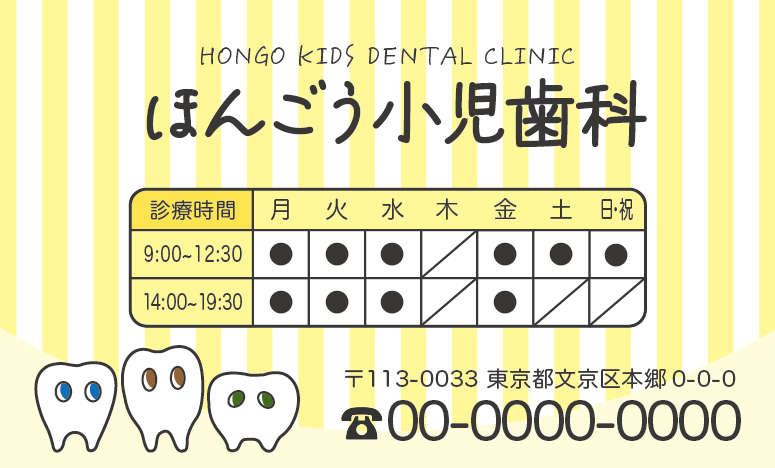 HONGO KIDS DENTAL CLINIC
ほんごう小児歯科
診療時間 月 火 水 木 金 土 日・祝
9:00~12:30 ● ● ● ／ ● ● ●
14:00~19:30 ● ● ● ／ ● ／ ／
〒113-0033 東京都文京区本郷0-0-0
☎00-0000-0000